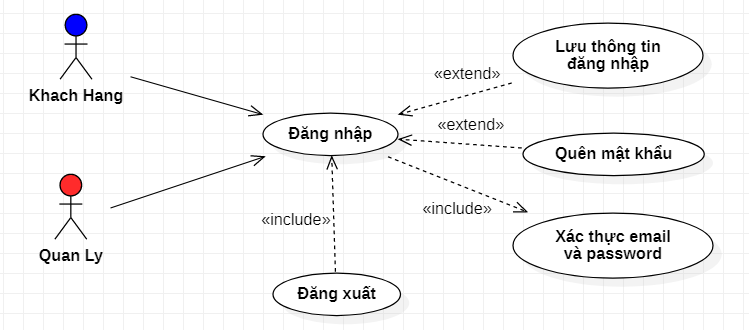 Khach Hang
Quan Ly
Đăng nhập
«extend»
Lưu thông tin
đăng nhập
«extend»
Quên mật khẩu
«include»
Xác thực email
và password
«include»
Đăng xuất